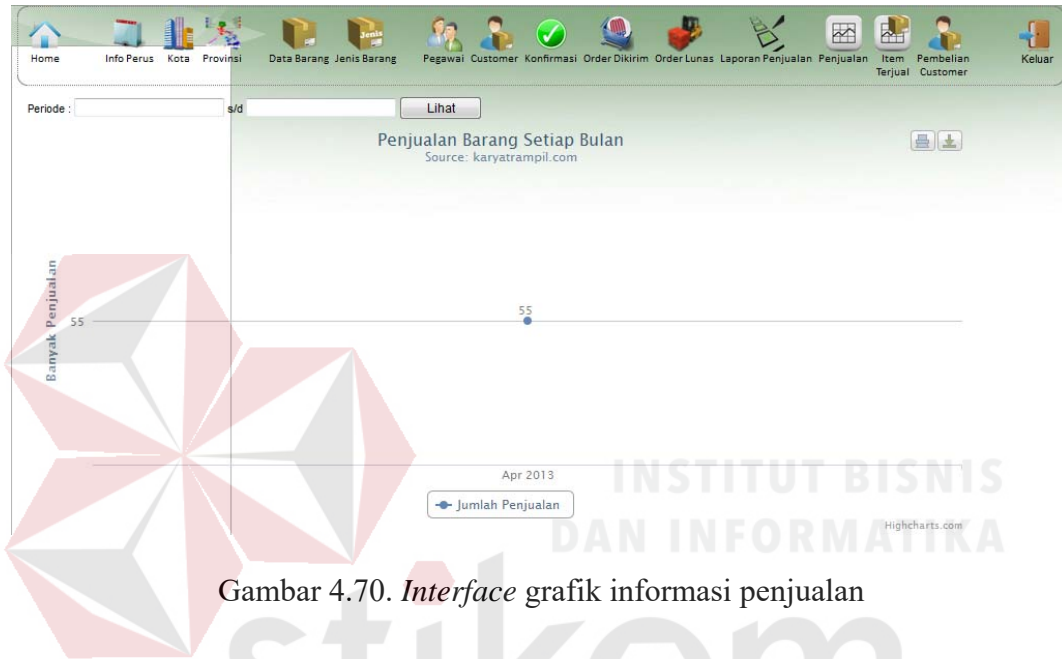 Home Info Perus Kota Provinsi Data Barang Jenis Barang Pegawai Customer Konfirmasi Order Dikirim Order Lunas Laporan Penjualan Penjualan Item Terjual Pembelian Customer Keluar
Jenis
Periode : s/d Lihat
Penjualan Barang Setiap Bulan
Source: karyatrampil.com
Banyak Penjualan
55
55
Apr 2013
Jumlah Penjualan
Highcharts.com
INSTITUT BISNIS
DAN INFORMATIKA
Gambar 4.70. Interface grafik informasi penjualan
stikom